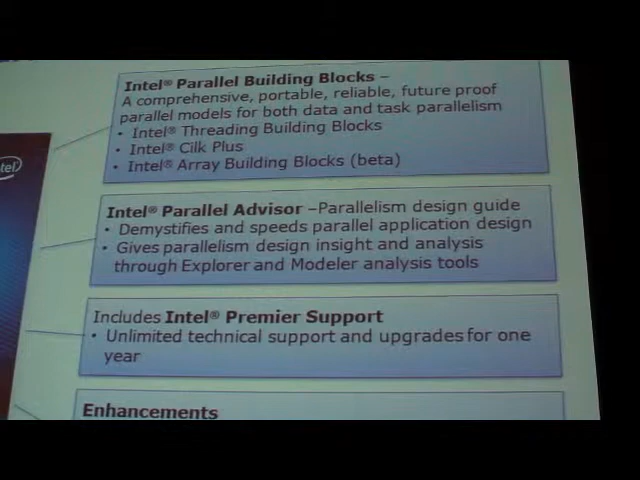 Intel® Parallel Building Blocks –
A comprehensive, portable, reliable, future proof
parallel models for both data and task parallelism
• Intel® Threading Building Blocks
• Intel® Cilk Plus
• Intel® Array Building Blocks (beta)
Intel® Parallel Advisor –Parallelism design guide
• Demystifies and speeds parallel application design
• Gives parallelism design insight and analysis
through Explorer and Modeler analysis tools
Includes Intel® Premier Support
• Unlimited technical support and upgrades for one
year
Enhancements